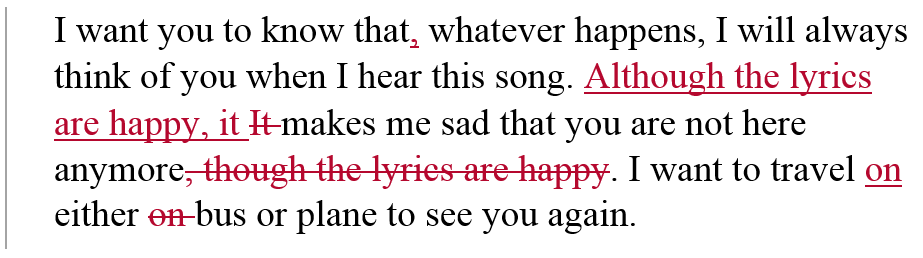 I want you to know that, whatever happens, I will always
think of you when I hear this song. Although the lyrics
are happy, it It makes me sad that you are not here
anymore, though the lyrics are happy. I want to travel on
either on bus or plane to see you again.